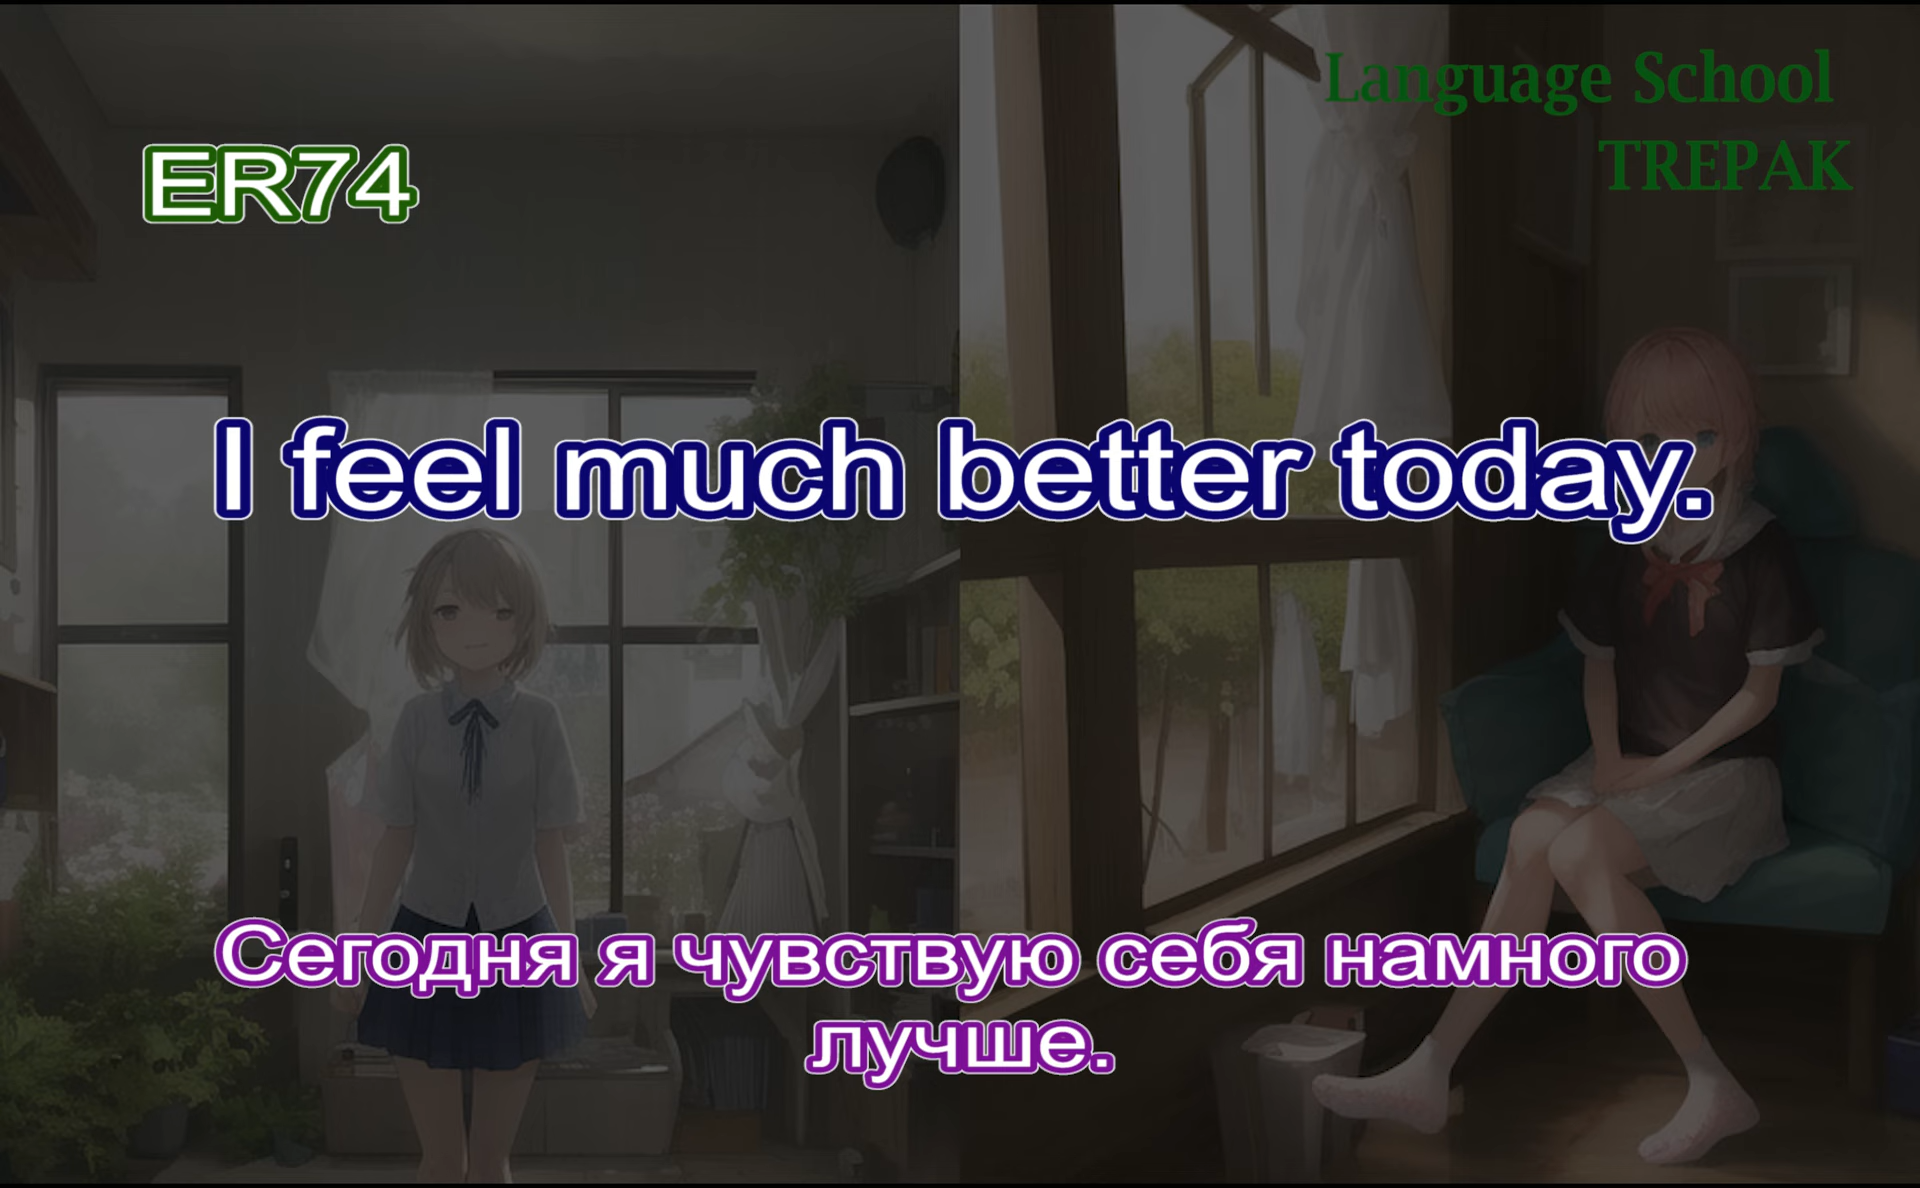 Language School
TREPAK
ER74
I feel much better today.
Сегодня я чувствую себя намного
лучше.